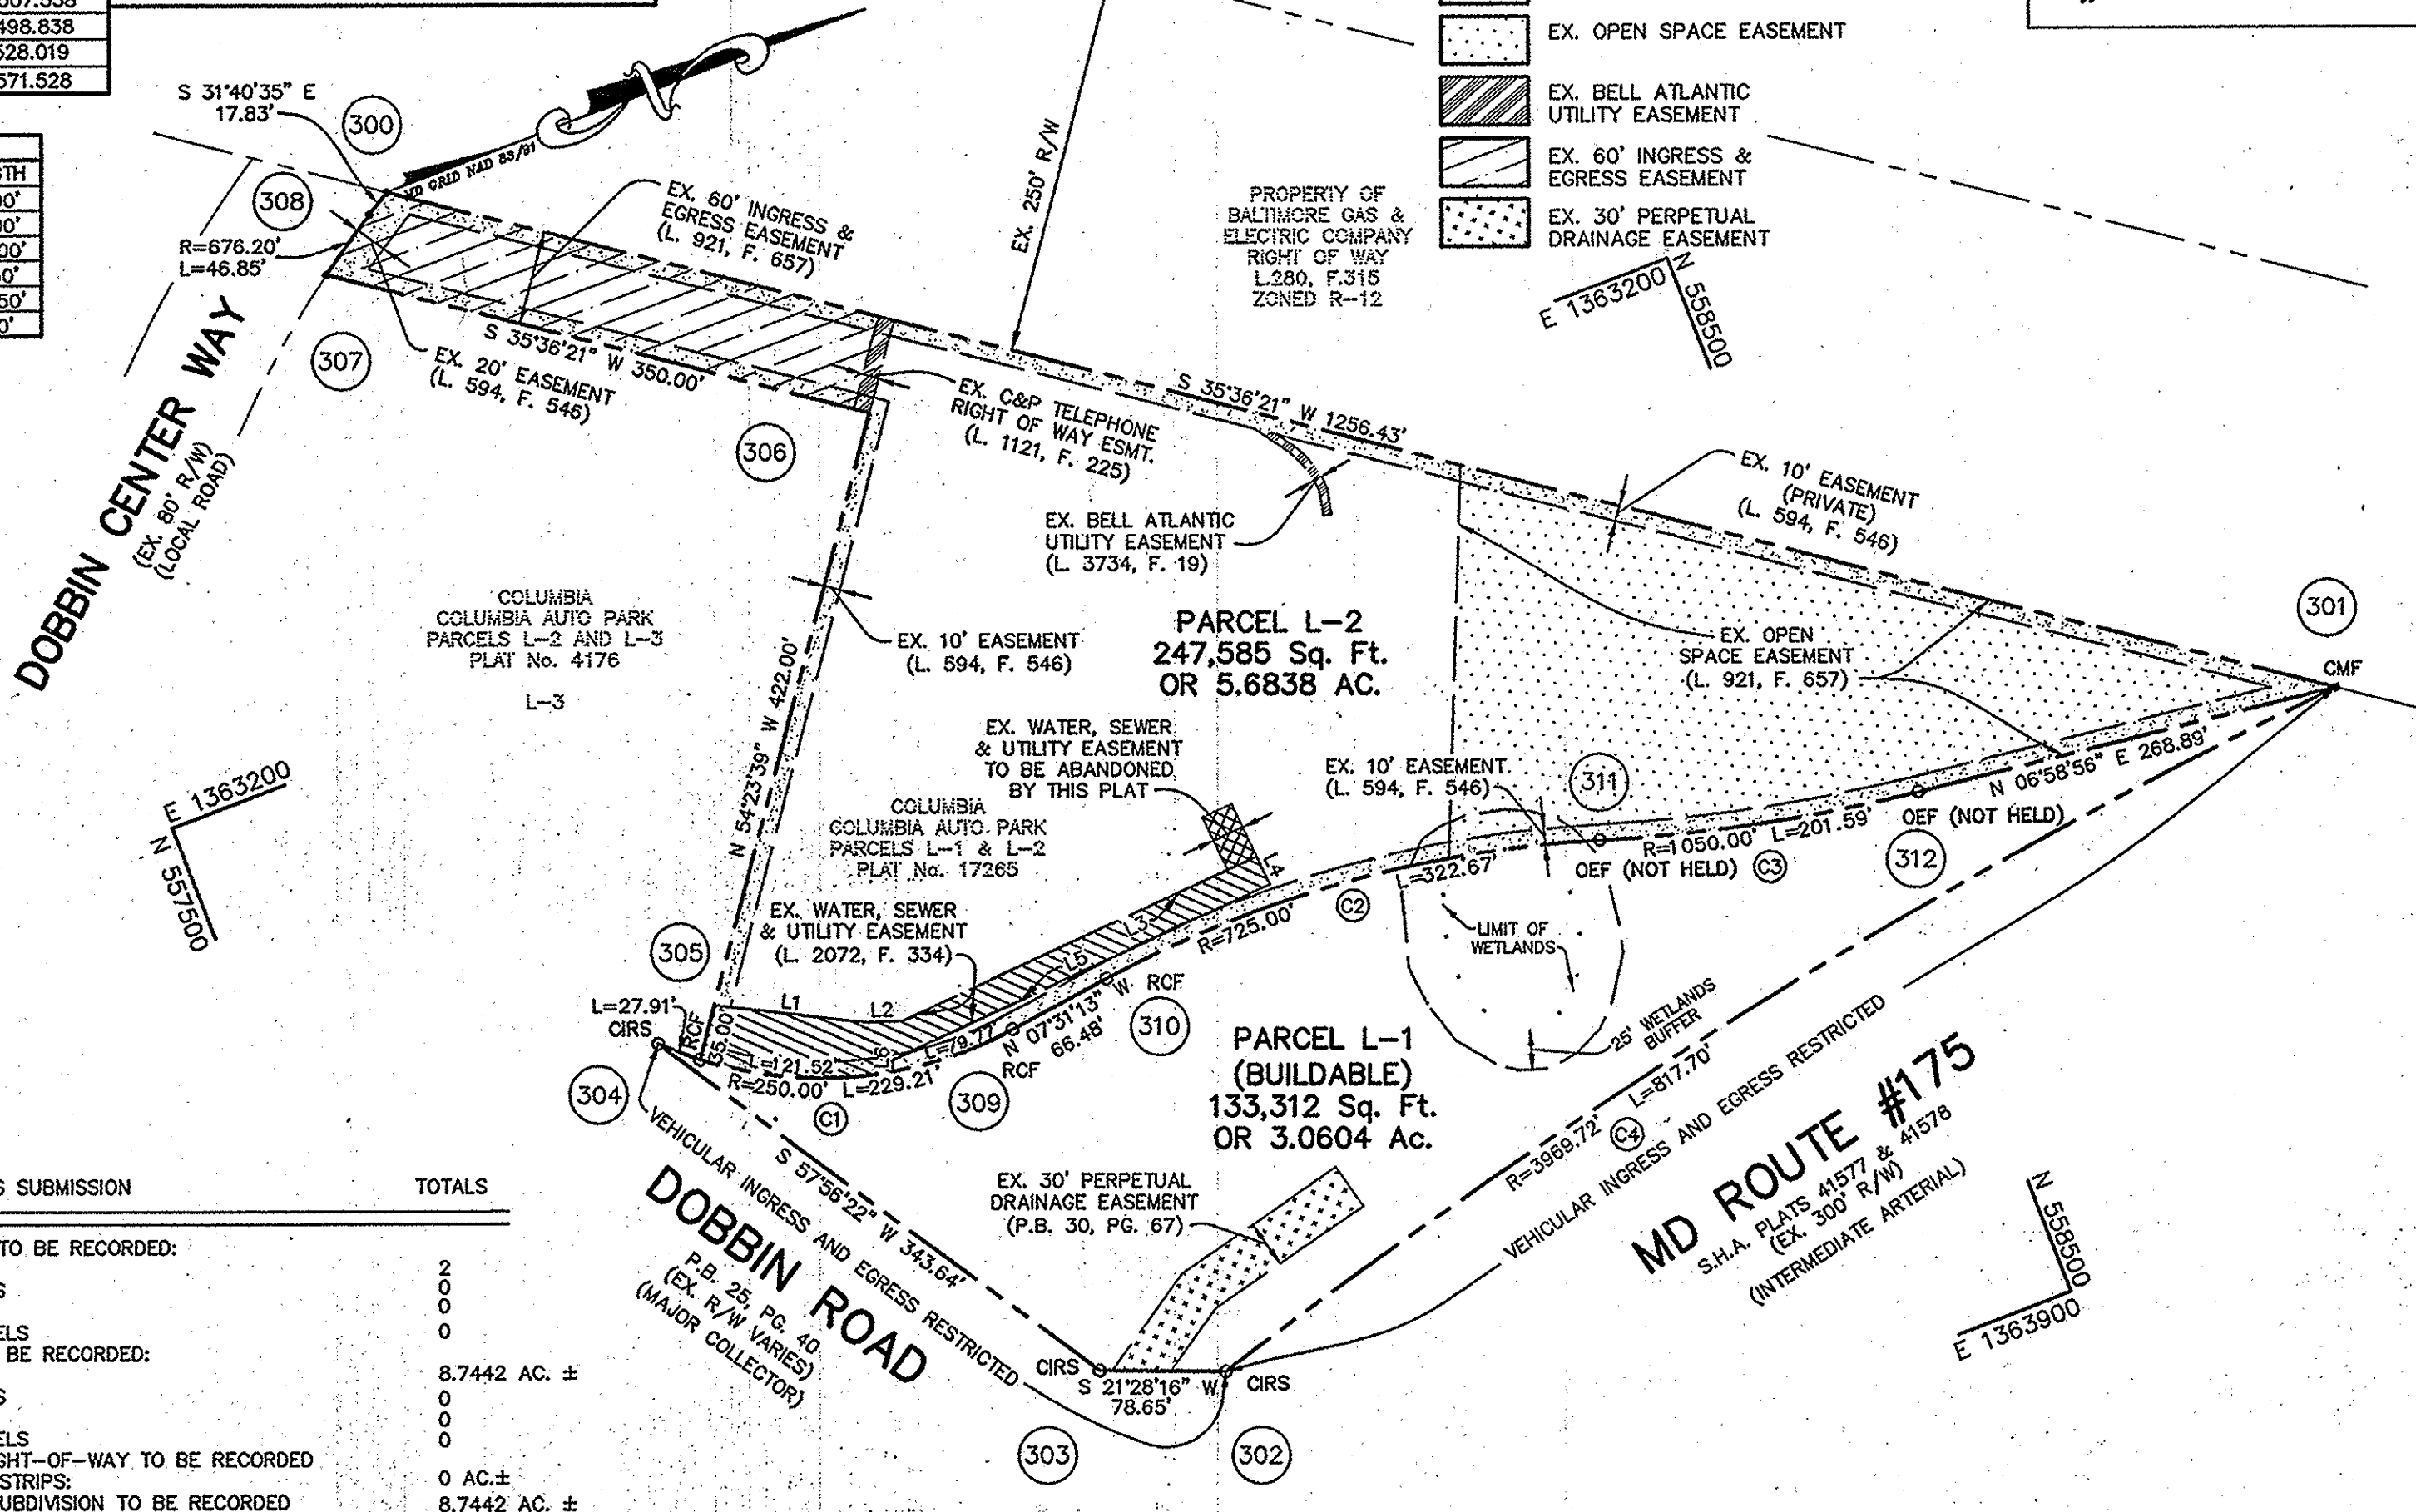 498.838
528.019
571.528
S 31°40'35" E
17.83'
300
308
MD GRID NAD 83/91
R=676.20'
L=46.85'
307
EX. 60' INGRESS &
EGRESS EASEMENT
(L. 921, F. 657)
S 35°36'21" W 350.00'
EX. 20' EASEMENT
(L. 594, F. 546)
306
EX. C&P TELEPHONE
RIGHT OF WAY ESMT.
(L. 1121, F. 225)
EX. 250' R/W
PROPERTY OF
BALTIMORE GAS &
ELECTRIC COMPANY
RIGHT OF WAY
L.280, F.315
ZONED R-12
EX. OPEN SPACE EASEMENT
EX. BELL ATLANTIC
UTILITY EASEMENT
EX. 60' INGRESS &
EGRESS EASEMENT
EX. 30' PERPETUAL
DRAINAGE EASEMENT
E 1363200
N 558500
S 35°36'21" W 1256.43'
EX. 10' EASEMENT
(PRIVATE)
(L. 594, F. 546)
EX. BELL ATLANTIC
UTILITY EASEMENT
(L. 3734, F. 19)
DOBBIN CENTER WAY
(EX. 80' R/W)
(LOCAL ROAD)
COLUMBIA
COLUMBIA AUTO PARK
PARCELS L-2 AND L-3
PLAT No. 4176
L-3
N 54°23'39" W 422.00'
EX. 10' EASEMENT
(L. 594, F. 546)
PARCEL L-2
247,585 Sq. Ft.
OR 5.6838 AC.
EX. OPEN
SPACE EASEMENT
(L. 921, F. 657)
301
CMF
EX. WATER, SEWER
& UTILITY EASEMENT
TO BE ABANDONED
BY THIS PLAT
EX. 10' EASEMENT
(L. 594, F. 546)
311
N 06°58'56" E 268.89'
OEF (NOT HELD)
312
R=1050.00' L=201.59'
OEF (NOT HELD)
C3
E 1363200
N 557500
COLUMBIA
COLUMBIA AUTO PARK
PARCELS L-1 & L-2
PLAT No. 17265
L4
L=322.67'
C2
R=725.00'
LIMIT OF
WETLANDS
EX. WATER, SEWER
& UTILITY EASEMENT
(L. 2072, F. 334)
L3
L5
305
L=27.91'
CIRS
RCF
35.00'
L1
L2
L6
L=121.52'
L=79.77'
R=250.00' L=229.21'
C1
304
309
N 07°31'13" W
66.48'
RCF
RCF
310
25' WETLANDS
BUFFER
PARCEL L-1
(BUILDABLE)
133,312 Sq. Ft.
OR 3.0604 Ac.
S 57°56'22" W 343.64'
VEHICULAR INGRESS AND EGRESS RESTRICTED
DOBBIN ROAD
P.B. 25, PG. 40
(EX. R/W VARIES)
(MAJOR COLLECTOR)
EX. 30' PERPETUAL
DRAINAGE EASEMENT
(P.B. 30, PG. 67)
R=3969.72' L=817.70'
C4
VEHICULAR INGRESS AND EGRESS RESTRICTED
MD ROUTE #175
S.H.A. PLATS 41577 & 41578
(EX. 300' R/W)
(INTERMEDIATE ARTERIAL)
N 558500
E 1363900
CIRS
S 21°28'16" W
78.65'
CIRS
303
302
SUBMISSION TOTALS
TO BE RECORDED:
2
0
0
0
BE RECORDED:
8.7442 AC. ±
0
0
0
GHT-OF-WAY TO BE RECORDED
STRIPS: 0 AC.±
UBDIVISION TO BE RECORDED 8.7442 AC. ±